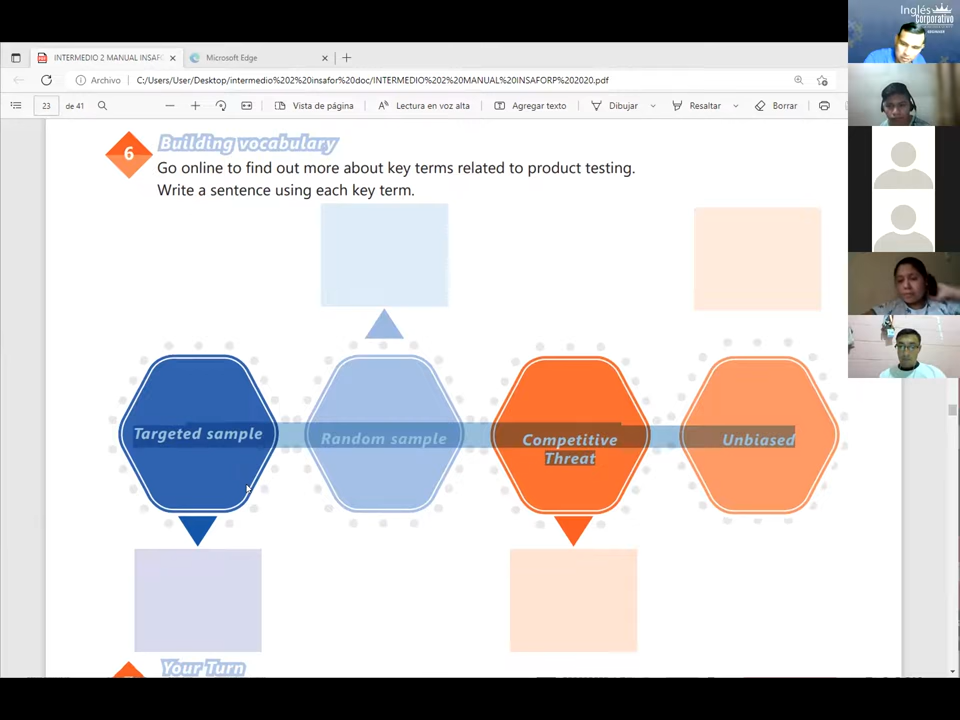 Inglés
Corporativo
INTERMEDIO 2 MANUAL INSAFOR
Microsoft Edge
Archivo
C:/Users/User/Desktop/intermedio%202%20insafor%20doc/INTERMEDIO%202%20MANUAL%20INSAFORP%202020.pdf
23 de 41
Vista de página
Lectura en voz alta
Agregar texto
Dibujar
Resaltar
Borrar
6
Building vocabulary
Go online to find out more about key terms related to product testing.
Write a sentence using each key term.
Targeted sample
Random sample
Competitive
Threat
Unbiased
Your Turn